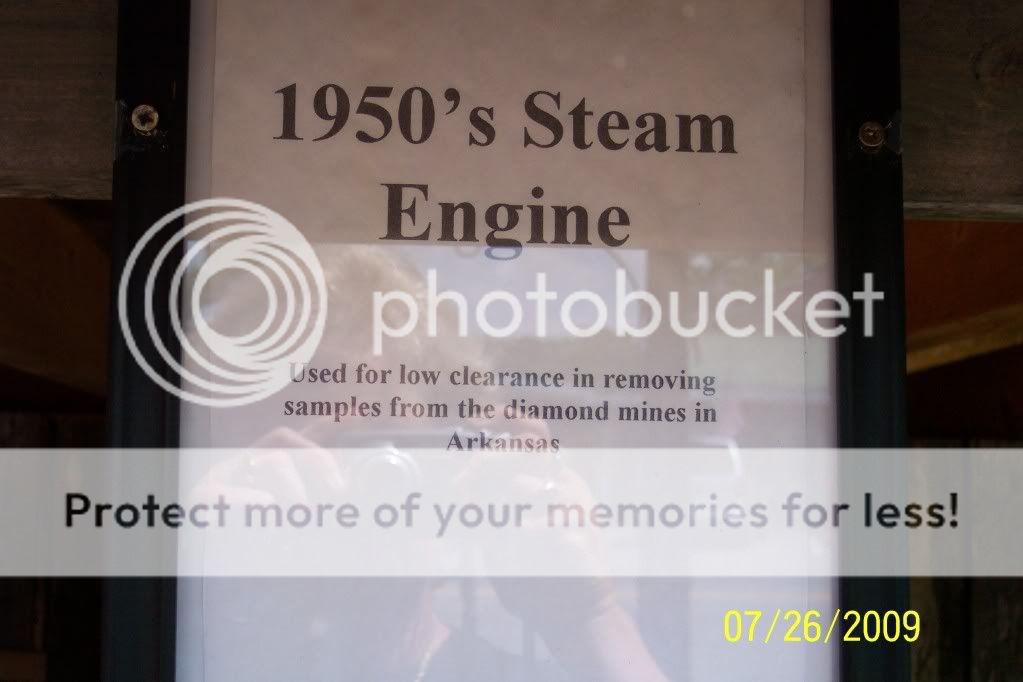 1950's Steam
Engine
photobucket
Used for low clearance in removing
samples from the diamond mines in
Arkansas
Protect more of your memories for less!
07/26/2009